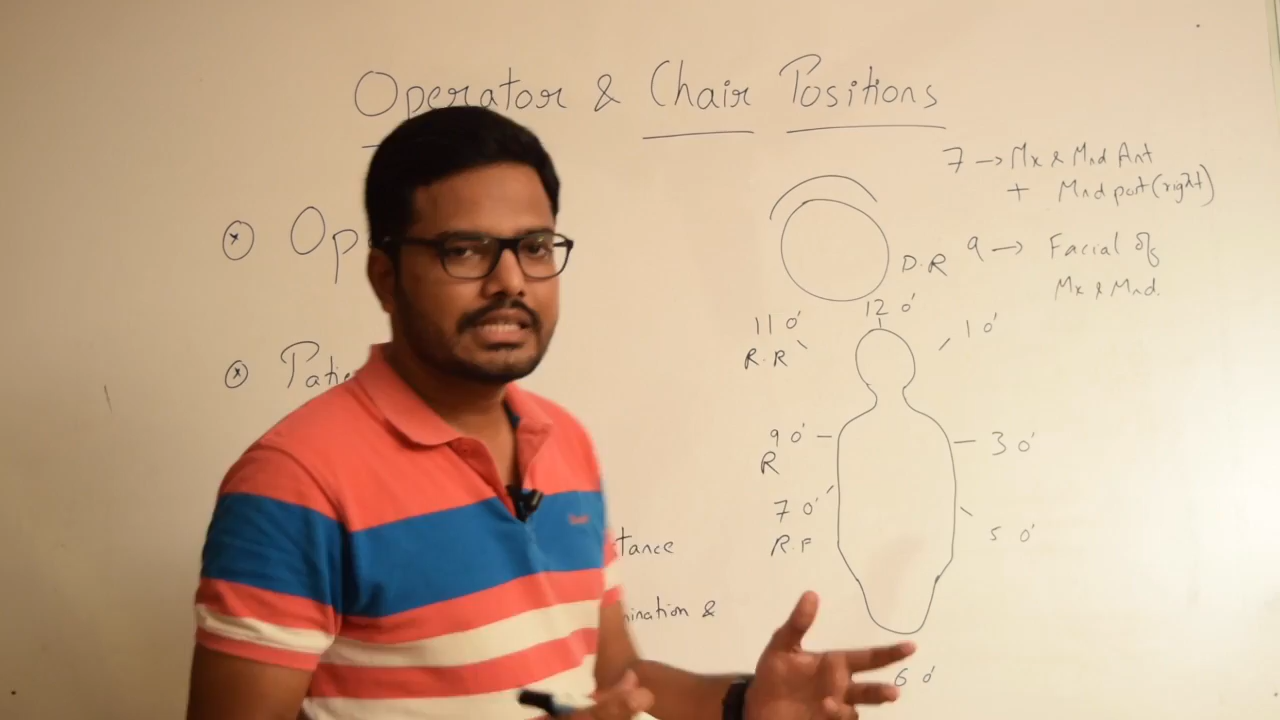 Operator & Chair Positions
7 → Mx & Mnd Ant
+ Mnd post (right)
Op
D.R 9 → Facial of
Mx & Mnd.
12 o'
11 o' 1 o'
R.R
Patie
9 o' 3 o'
R
7 o' 5 o'
R.F
tance
mination &
6 o'